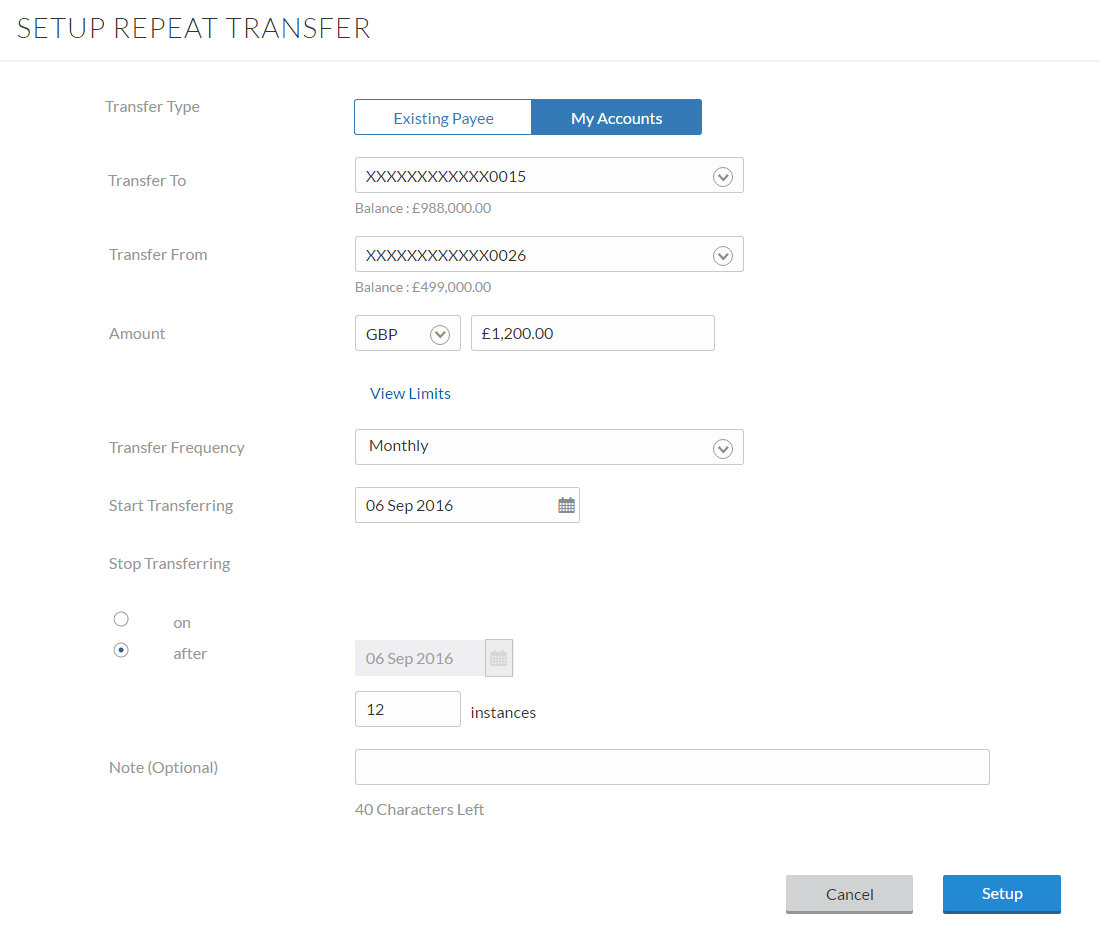 SETUP REPEAT TRANSFER
Transfer Type
Existing Payee My Accounts
Transfer To
XXXXXXXXXXXX0015
Balance : £988,000.00
Transfer From
XXXXXXXXXXXX0026
Balance : £499,000.00
Amount
GBP £1,200.00
View Limits
Transfer Frequency
Monthly
Start Transferring
06 Sep 2016
Stop Transferring
on
after
06 Sep 2016
12 instances
Note (Optional)
40 Characters Left
Cancel Setup